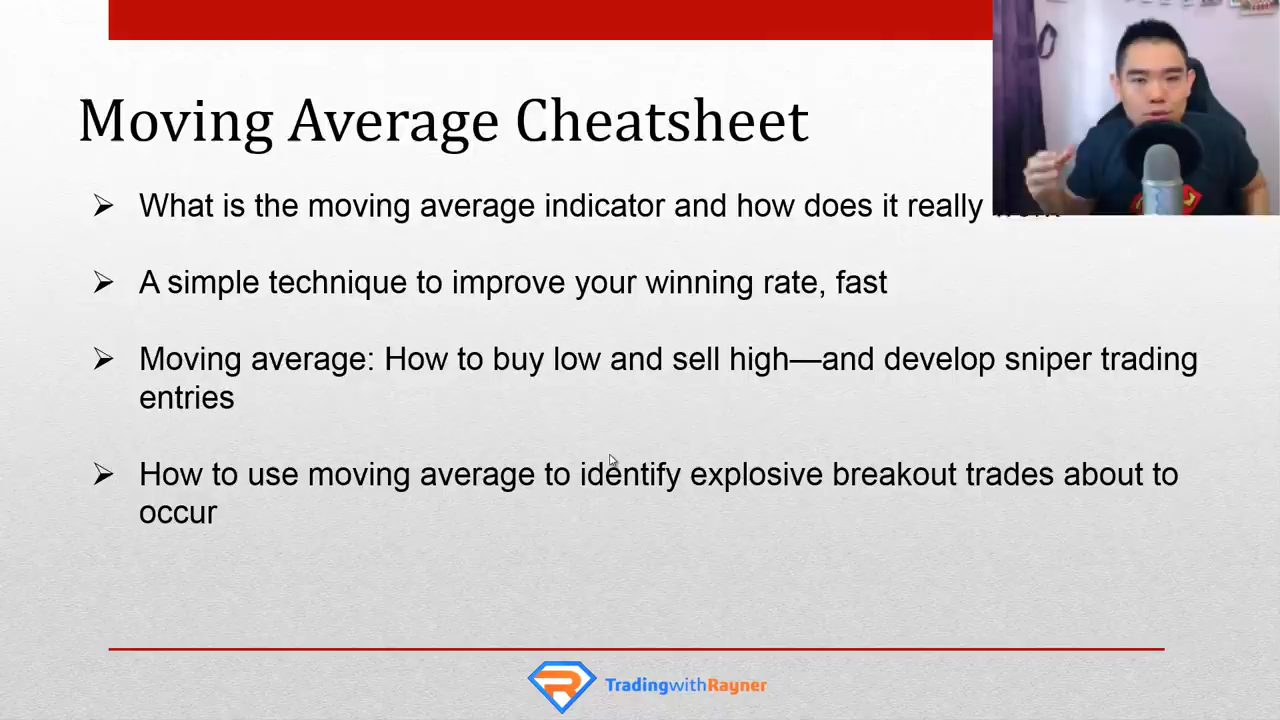 Moving Average Cheatsheet
What is the moving average indicator and how does it really
A simple technique to improve your winning rate, fast
Moving average: How to buy low and sell high—and develop sniper trading
entries
How to use moving average to identify explosive breakout trades about to
occur
TradingwithRayner